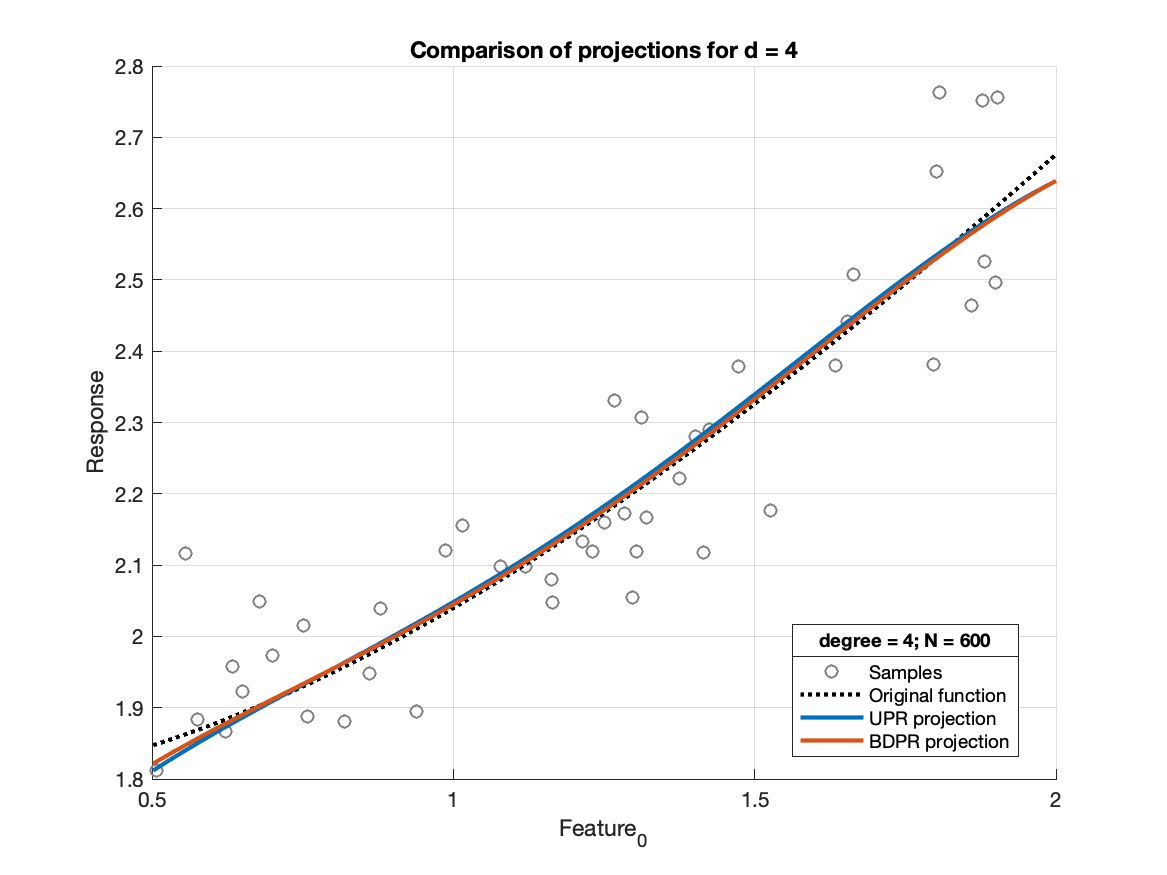 Comparison of projections for d = 4
2.8
2.7
2.6
2.5
2.4
2.3
2.2
2.1
2
1.9
1.8
Response
0.5
1
1.5
2
Feature₀
degree = 4; N = 600
Samples
Original function
UPR projection
BDPR projection